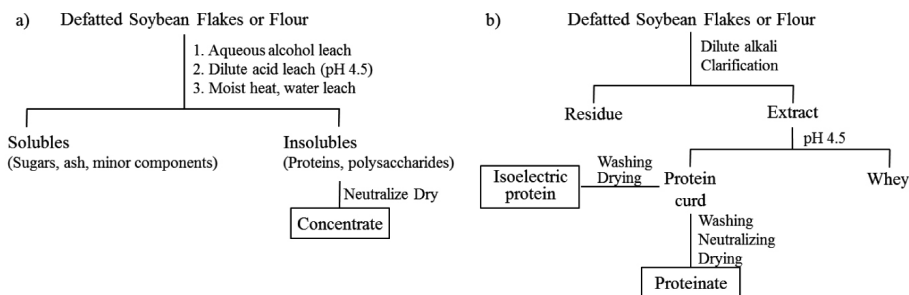 a)
Defatted Soybean Flakes or Flour
1. Aqueous alcohol leach
2. Dilute acid leach (pH 4.5)
3. Moist heat, water leach
Solubles
(Sugars, ash, minor components)
Insolubles
(Proteins, polysaccharides)
Neutralize Dry
Concentrate
b)
Defatted Soybean Flakes or Flour
Dilute alkali
Clarification
Residue
Extract
pH 4.5
Isoelectric
protein
Washing
Drying
Protein
curd
Whey
Washing
Neutralizing
Drying
Proteinate